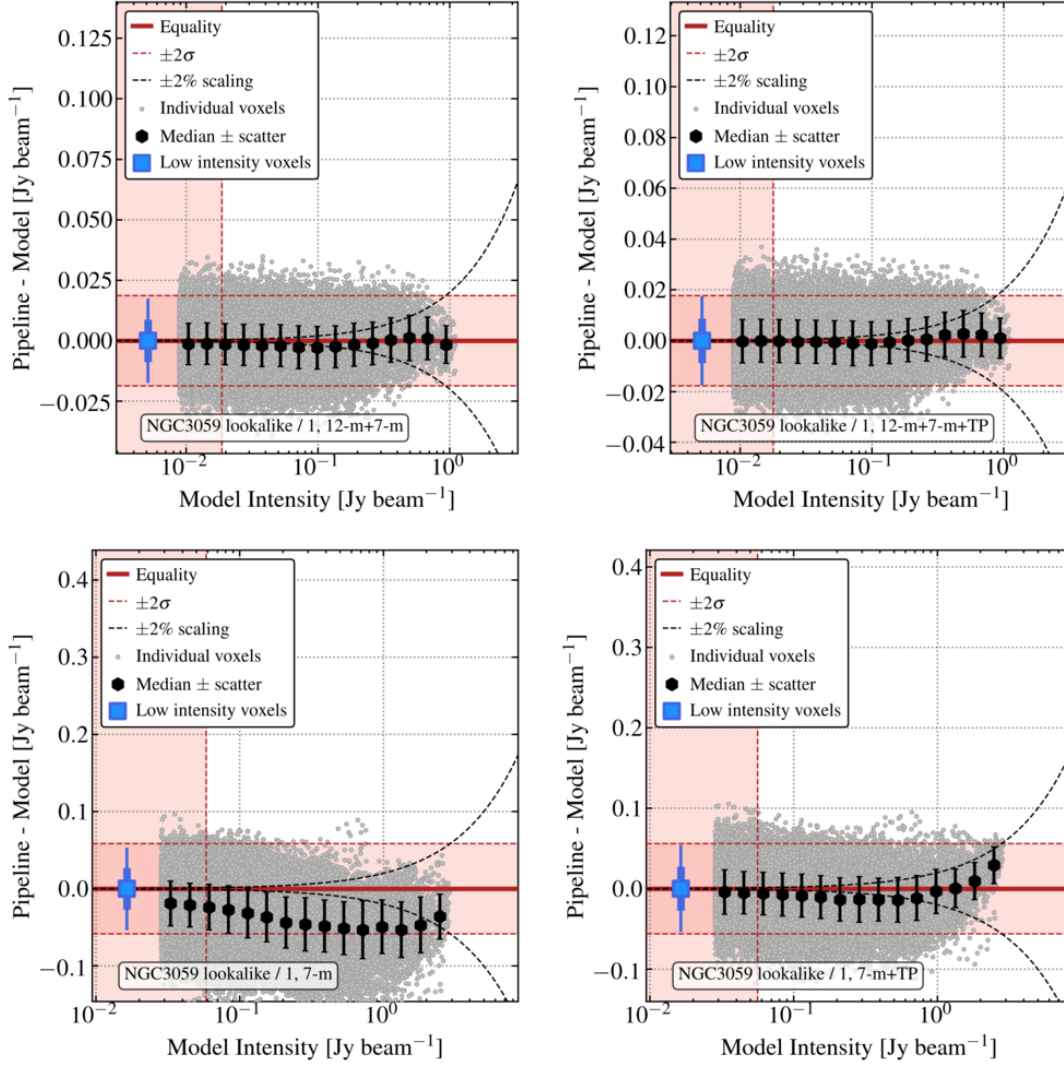 0.125
0.100
0.075
0.050
0.025
0.000
−0.025
Pipeline - Model [Jy beam⁻¹]
Equality
±2σ
±2% scaling
Individual voxels
Median ± scatter
Low intensity voxels
NGC3059 lookalike / 1, 12-m+7-m
10⁻² 10⁻¹ 10⁰
Model Intensity [Jy beam⁻¹]
0.12
0.10
0.08
0.06
0.04
0.02
0.00
−0.02
−0.04
Pipeline - Model [Jy beam⁻¹]
Equality
±2σ
±2% scaling
Individual voxels
Median ± scatter
Low intensity voxels
NGC3059 lookalike / 1, 12-m+7-m+TP
10⁻² 10⁻¹ 10⁰
Model Intensity [Jy beam⁻¹]
0.4
0.3
0.2
0.1
0.0
−0.1
Pipeline - Model [Jy beam⁻¹]
Equality
±2σ
±2% scaling
Individual voxels
Median ± scatter
Low intensity voxels
NGC3059 lookalike / 1, 7-m
10⁻² 10⁻¹ 10⁰
Model Intensity [Jy beam⁻¹]
0.4
0.3
0.2
0.1
0.0
−0.1
Pipeline - Model [Jy beam⁻¹]
Equality
±2σ
±2% scaling
Individual voxels
Median ± scatter
Low intensity voxels
NGC3059 lookalike / 1, 7-m+TP
10⁻² 10⁻¹ 10⁰
Model Intensity [Jy beam⁻¹]